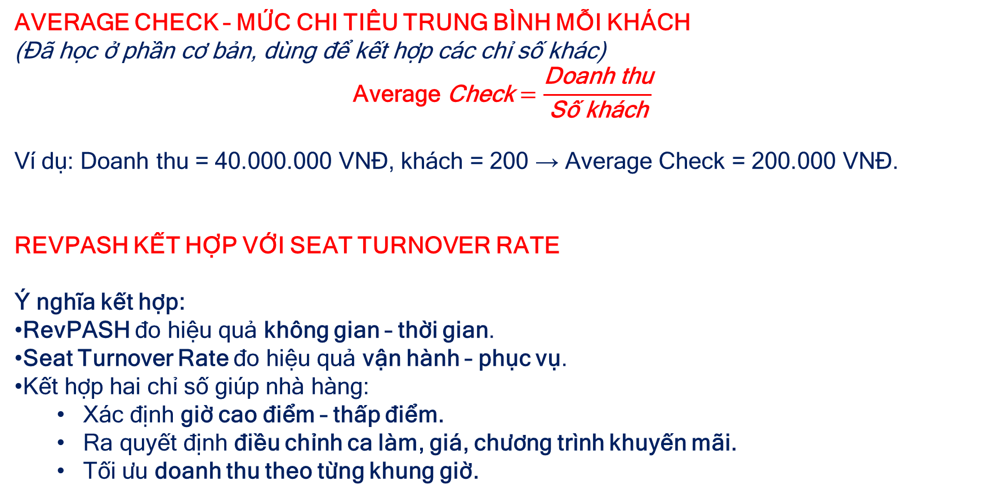 AVERAGE CHECK – MỨC CHI TIÊU TRUNG BÌNH MỖI KHÁCH
(Đã học ở phần cơ bản, dùng để kết hợp các chỉ số khác)
Average Check = Doanh thu / Số khách
Ví dụ: Doanh thu = 40.000.000 VNĐ, khách = 200 → Average Check = 200.000 VNĐ.
REVPASH KẾT HỢP VỚI SEAT TURNOVER RATE
Ý nghĩa kết hợp:
•RevPASH đo hiệu quả không gian – thời gian.
•Seat Turnover Rate đo hiệu quả vận hành – phục vụ.
•Kết hợp hai chỉ số giúp nhà hàng:
• Xác định giờ cao điểm – thấp điểm.
• Ra quyết định điều chỉnh ca làm, giá, chương trình khuyến mãi.
• Tối ưu doanh thu theo từng khung giờ.